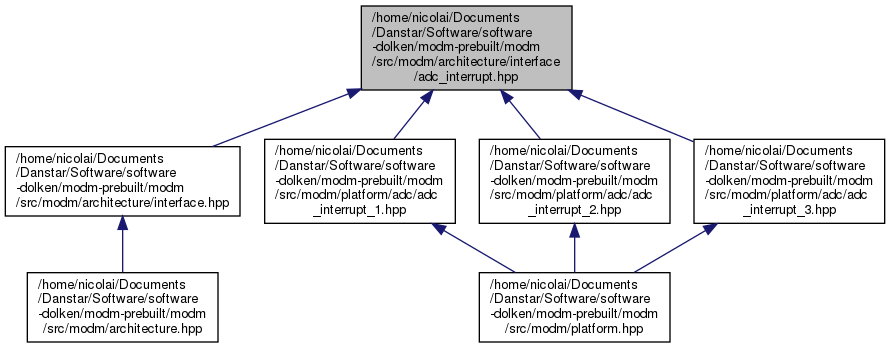 /home/nicolai/Documents
/Danstar/Software/software
-dolken/modm-prebuilt/modm
/src/modm/architecture/interface
/adc_interrupt.hpp
/home/nicolai/Documents
/Danstar/Software/software
-dolken/modm-prebuilt/modm
/src/modm/architecture/interface.hpp
/home/nicolai/Documents
/Danstar/Software/software
-dolken/modm-prebuilt/modm
/src/modm/platform/adc/adc
_interrupt_1.hpp
/home/nicolai/Documents
/Danstar/Software/software
-dolken/modm-prebuilt/modm
/src/modm/platform/adc/adc
_interrupt_2.hpp
/home/nicolai/Documents
/Danstar/Software/software
-dolken/modm-prebuilt/modm
/src/modm/platform/adc/adc
_interrupt_3.hpp
/home/nicolai/Documents
/Danstar/Software/software
-dolken/modm-prebuilt/modm
/src/modm/architecture.hpp
/home/nicolai/Documents
/Danstar/Software/software
-dolken/modm-prebuilt/modm
/src/modm/platform.hpp